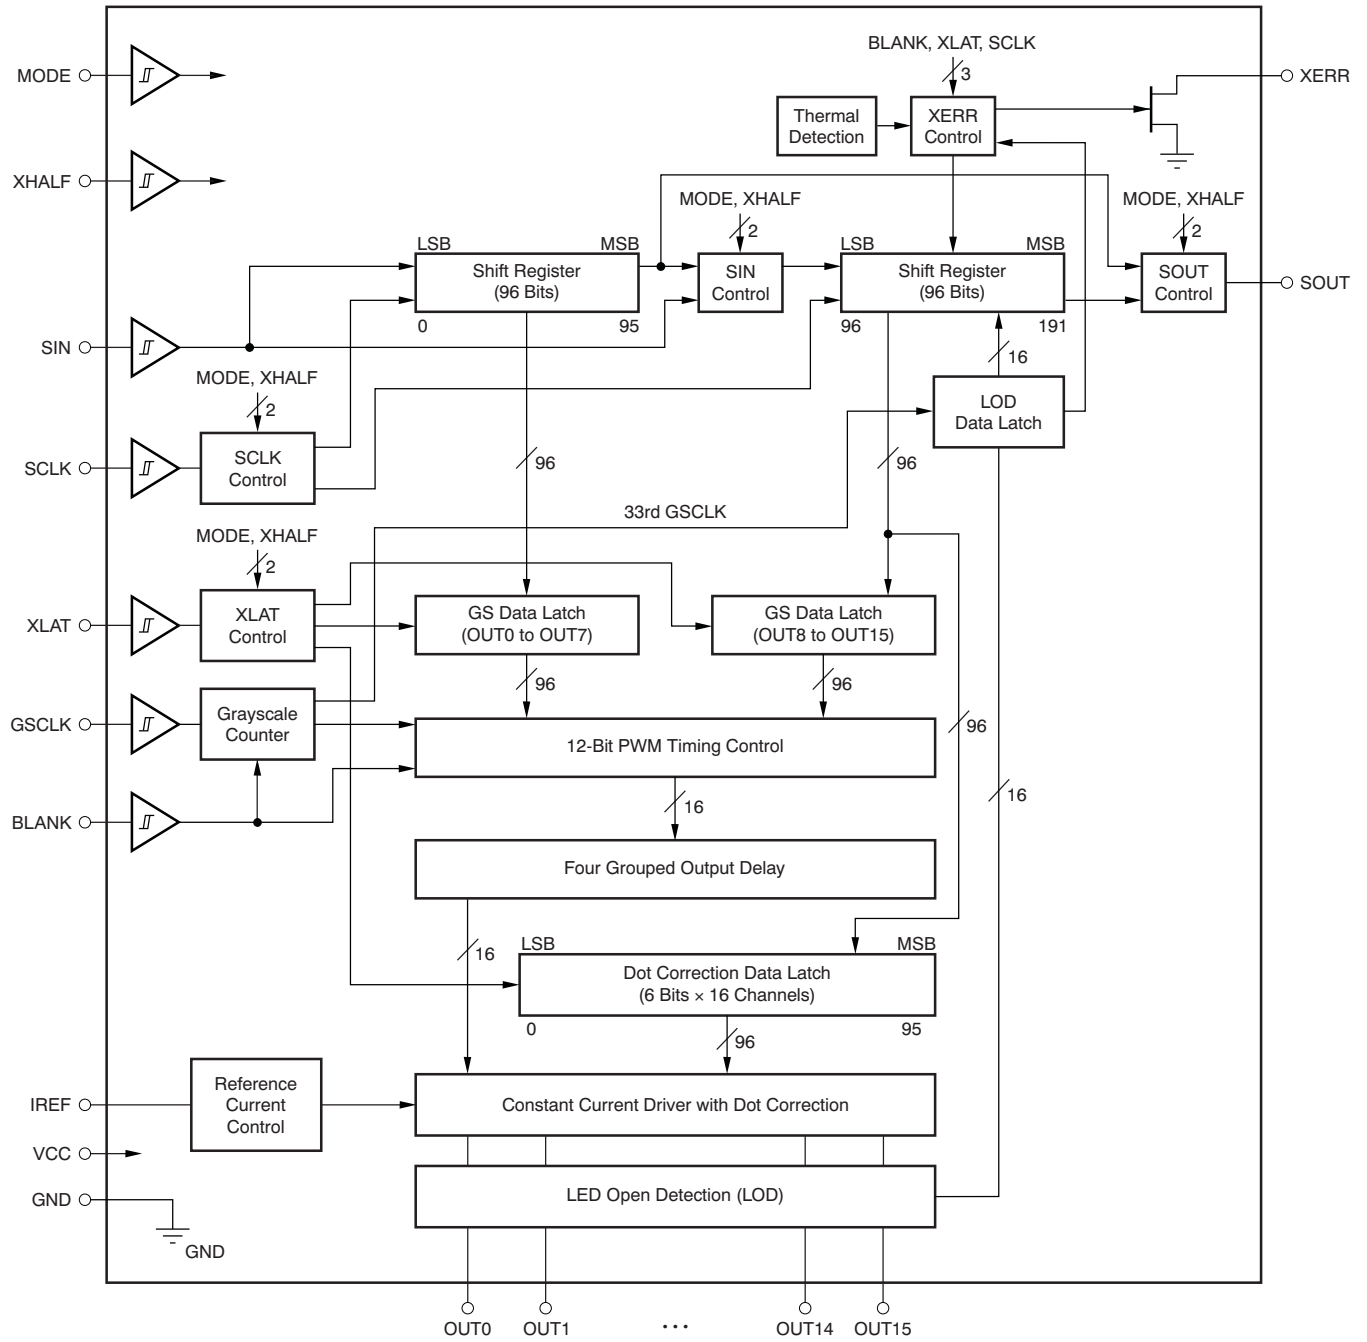 BLANK, XLAT, SCLK
3
MODE
XERR
Thermal
Detection
XERR
Control
XHALF
MODE, XHALF
2
MODE, XHALF
2
LSB
MSB
Shift Register
(96 Bits)
0
95
SIN
Control
LSB
MSB
Shift Register
(96 Bits)
96
191
SOUT
Control
SOUT
SIN
16
MODE, XHALF
2
LOD
Data Latch
SCLK
SCLK
Control
96
96
33rd GSCLK
MODE, XHALF
2
XLAT
XLAT
Control
GS Data Latch
(OUT0 to OUT7)
GS Data Latch
(OUT8 to OUT15)
96
96
GSCLK
Grayscale
Counter
96
12-Bit PWM Timing Control
16
16
BLANK
Four Grouped Output Delay
16
LSB
MSB
Dot Correction Data Latch
(6 Bits × 16 Channels)
0
95
96
IREF
Reference
Current
Control
Constant Current Driver with Dot Correction
VCC
GND
GND
LED Open Detection (LOD)
OUT0
OUT1
...
OUT14
OUT15